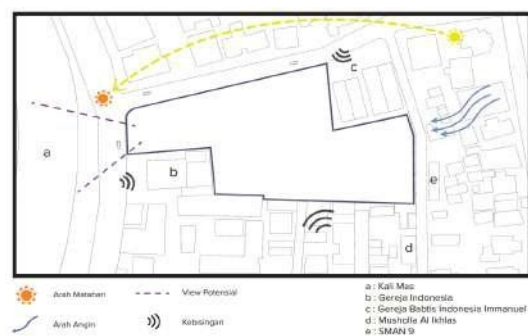 c
a
b
e
d
Arah Matahari
View Potensial
Arah Angin
Kebisingan
a : Kali Mas
b : Gereja Indonesia
c : Gereja Babtis Indonesia Immanuel
d : Musholle Al Ikhlas
e : SMAN 9